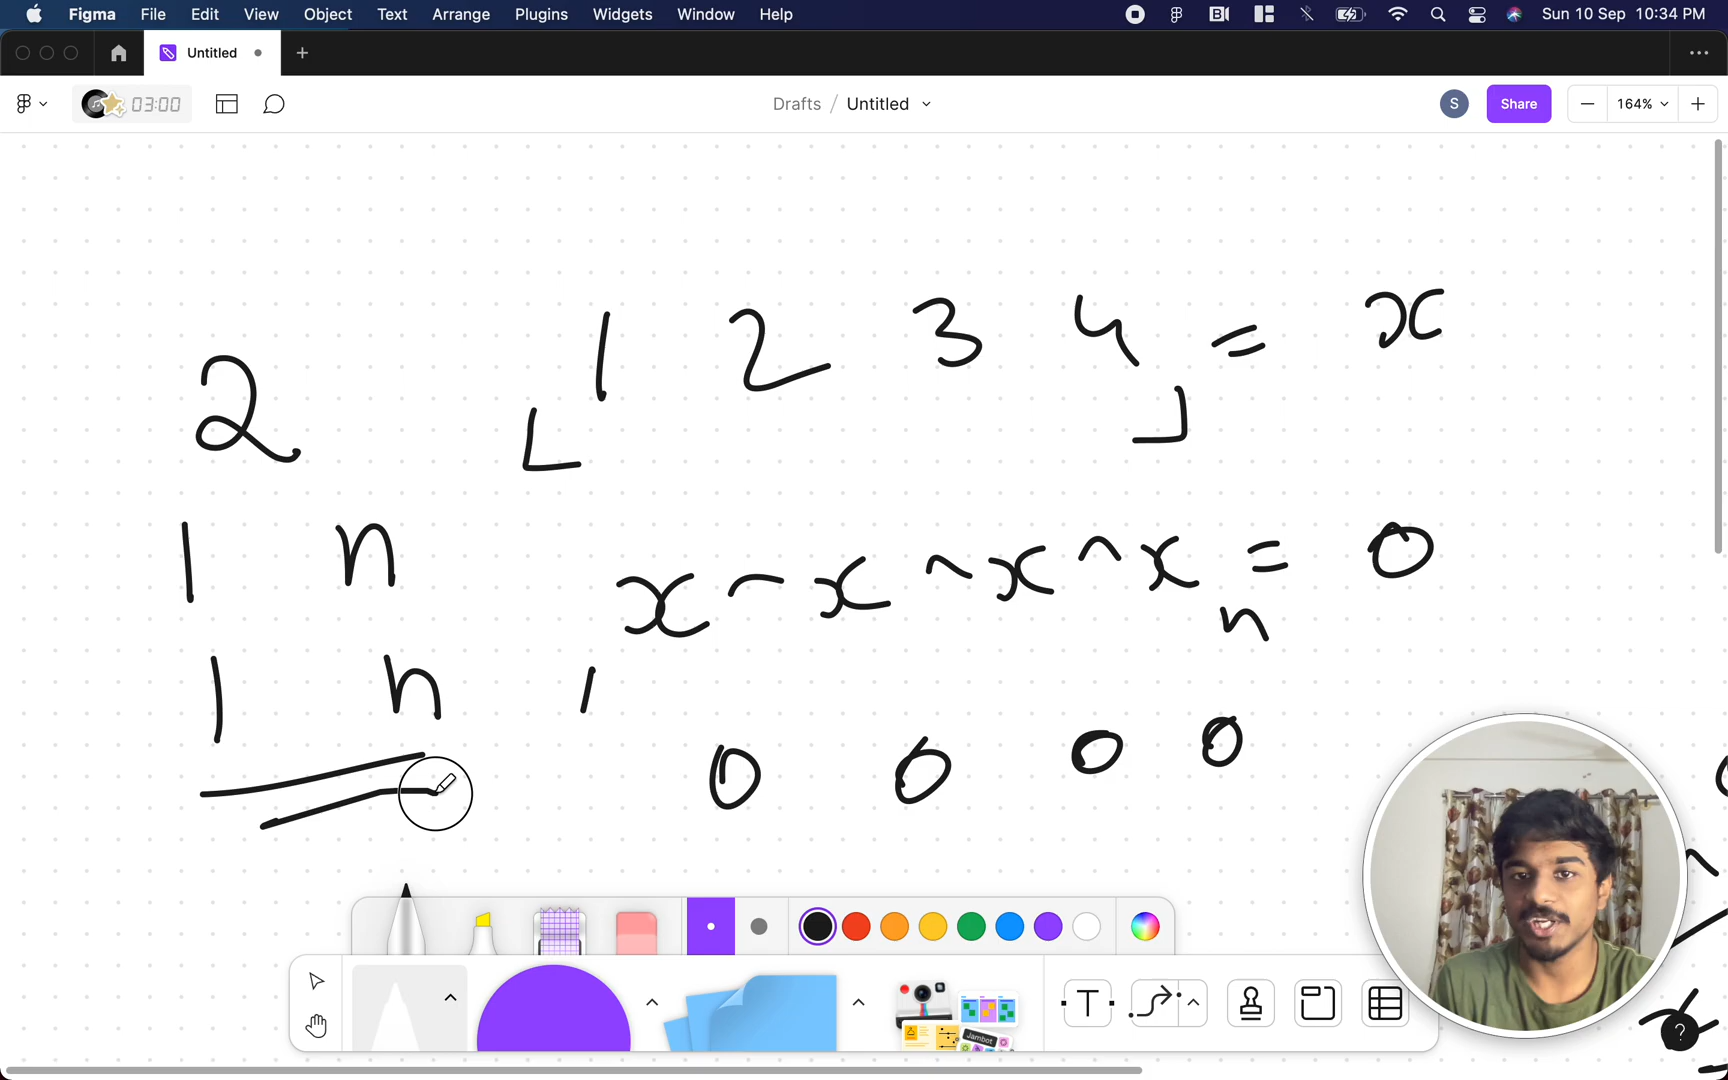 Figma File Edit View Object Text Arrange Plugins Widgets Window Help Sun 10 Sep 10:34 PM
Untitled
03:00 Drafts / Untitled S Share 164%
1 2 3 4 = x
2
1 n
x ^ x ^ x ^ x = 0
n
1 n 1
0 0 0 0
T
Jambot
?